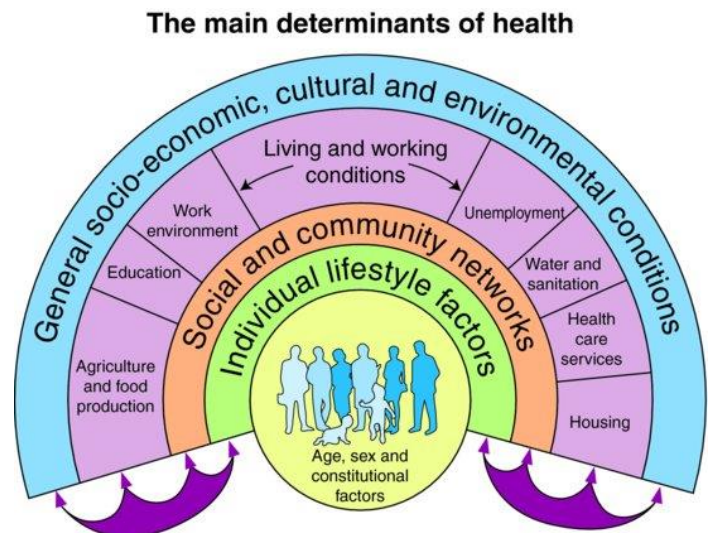 The main determinants of health
General socio-economic, cultural and environmental conditions
Living and working
conditions
Work
environment
Unemployment
Education
Water and
sanitation
Agriculture
and food
production
Health
care
services
Housing
Social and community networks
Individual lifestyle factors
Age, sex and
constitutional
factors